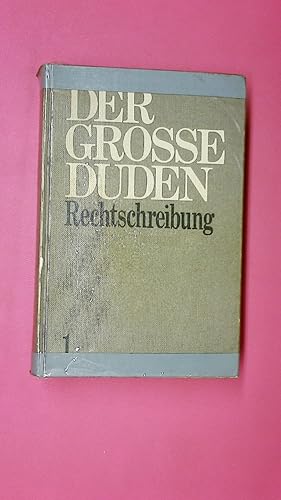 DER
GROSSE
DUDEN
Rechtschreibung
1